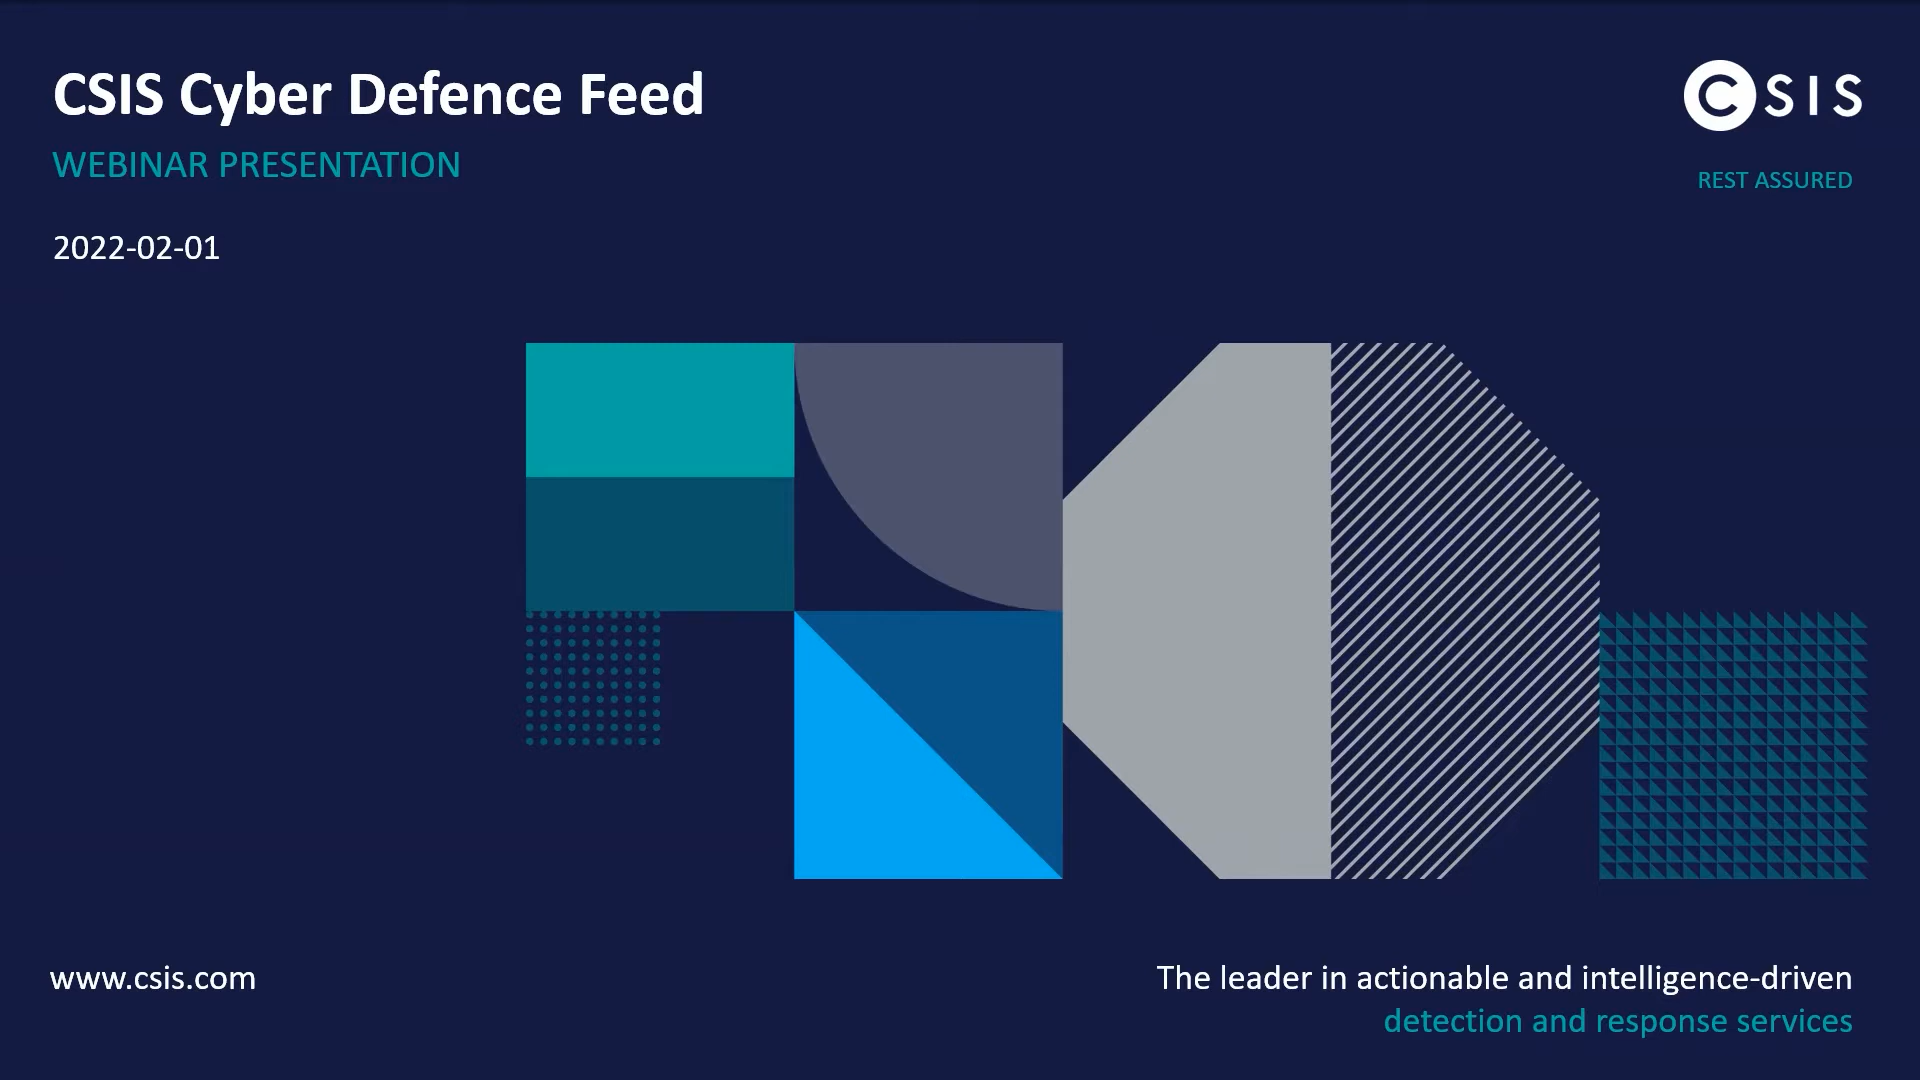 CSIS Cyber Defence Feed
WEBINAR PRESENTATION
2022-02-01
CSIS
REST ASSURED
www.csis.com
The leader in actionable and intelligence-driven
detection and response services